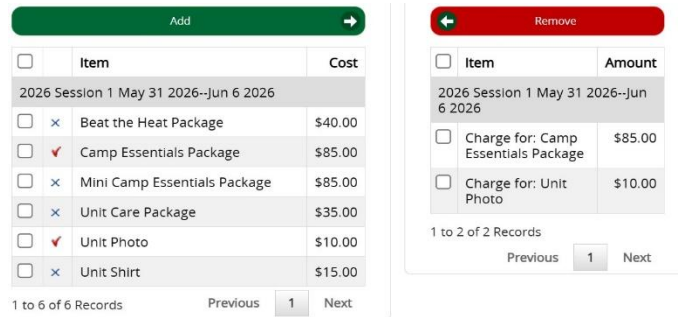 Add
Item Cost
2026 Session 1 May 31 2026--Jun 6 2026
Beat the Heat Package $40.00
Camp Essentials Package $85.00
Mini Camp Essentials Package $85.00
Unit Care Package $35.00
Unit Photo $10.00
Unit Shirt $15.00
1 to 6 of 6 Records Previous 1 Next
Remove
Item Amount
2026 Session 1 May 31 2026--Jun
6 2026
Charge for: Camp $85.00
Essentials Package
Charge for: Unit $10.00
Photo
1 to 2 of 2 Records
Previous 1 Next